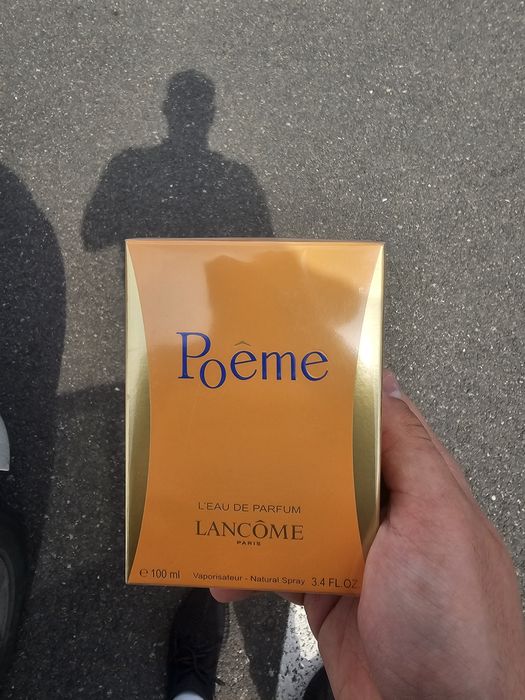 Poême
L'EAU DE PARFUM
LANCÔME
PARIS
℮ 100 ml Vaporisateur - Natural Spray 3.4 FL.OZ